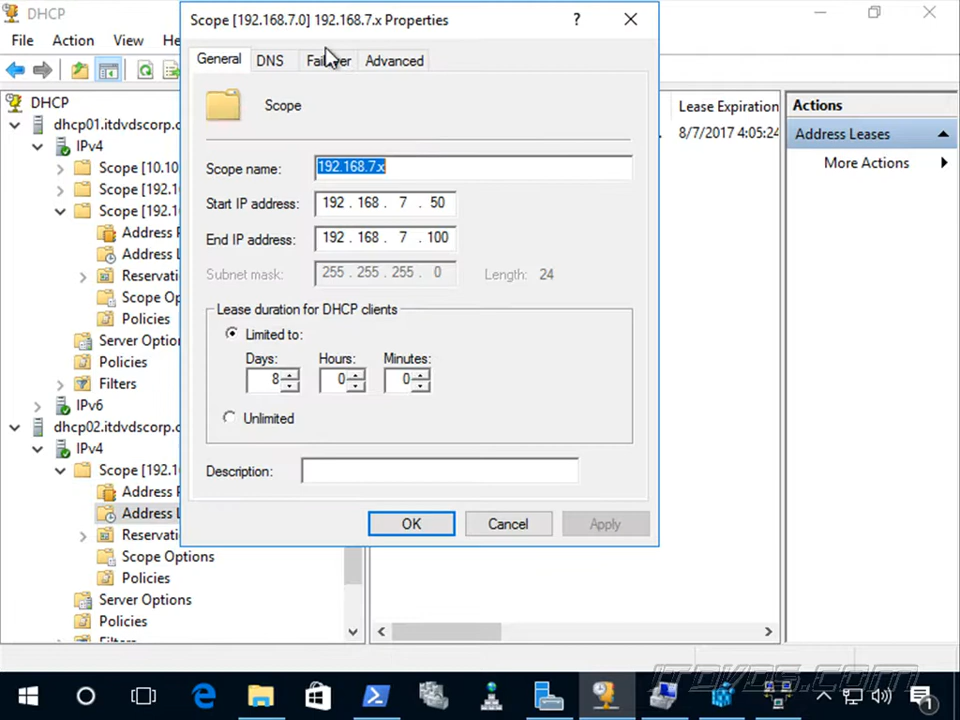 DHCP
Scope [192.168.7.0] 192.168.7.x Properties
?
File Action View He
General DNS Failover Advanced
DHCP
dhcp01.itdvdscorp.c
IPv4
Scope [10.10
Scope [192.1
Scope [192.1
Address P
Address L
Reservati
Scope Op
Policies
Server Option
Policies
Filters
IPv6
dhcp02.itdvdscorp.c
IPv4
Scope [192.1
Address P
Address L
Reservati
Scope Options
Policies
Server Options
Policies
Filters
Scope
Scope name: 192.168.7.x
Start IP address: 192 . 168 . 7 . 50
End IP address: 192 . 168 . 7 . 100
Subnet mask: 255 . 255 . 255 . 0 Length: 24
Lease duration for DHCP clients
Limited to:
Days: Hours: Minutes:
8 0 0
Unlimited
Description:
OK Cancel Apply
Lease Expiration
8/7/2017 4:05:24
Actions
Address Leases
More Actions
ITDVDS.COM
1